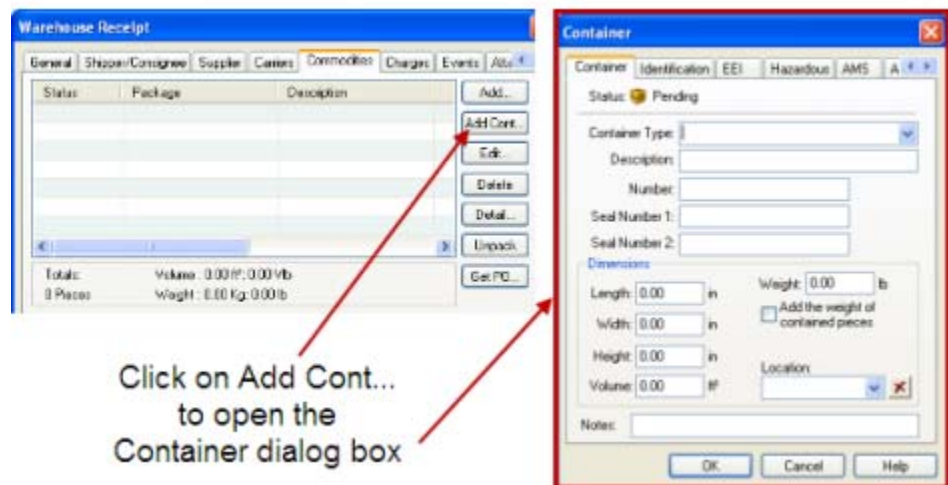 Warehouse Receipt
General Shipper/Consignee Supplier Carriers Commodities Charges Events
Status Package Description
Add...
Add Cont...
Edit...
Delete
Detail...
Unpack
Get PO...
Totals: Volume : 0.00 ft³; 0.00 Vlb
0 Pieces Weight : 0.00 Kg; 0.00 lb
Click on Add Cont...
to open the
Container dialog box
Container
Container Identification EEI Hazardous AMS A
Status: Pending
Container Type:
Description:
Number:
Seal Number 1:
Seal Number 2:
Dimensions
Length: 0.00 in
Weight: 0.00 lb
Width: 0.00 in
Add the weight of
contained pieces
Height: 0.00 in
Location:
Volume: 0.00 ft³
Notes:
OK Cancel Help